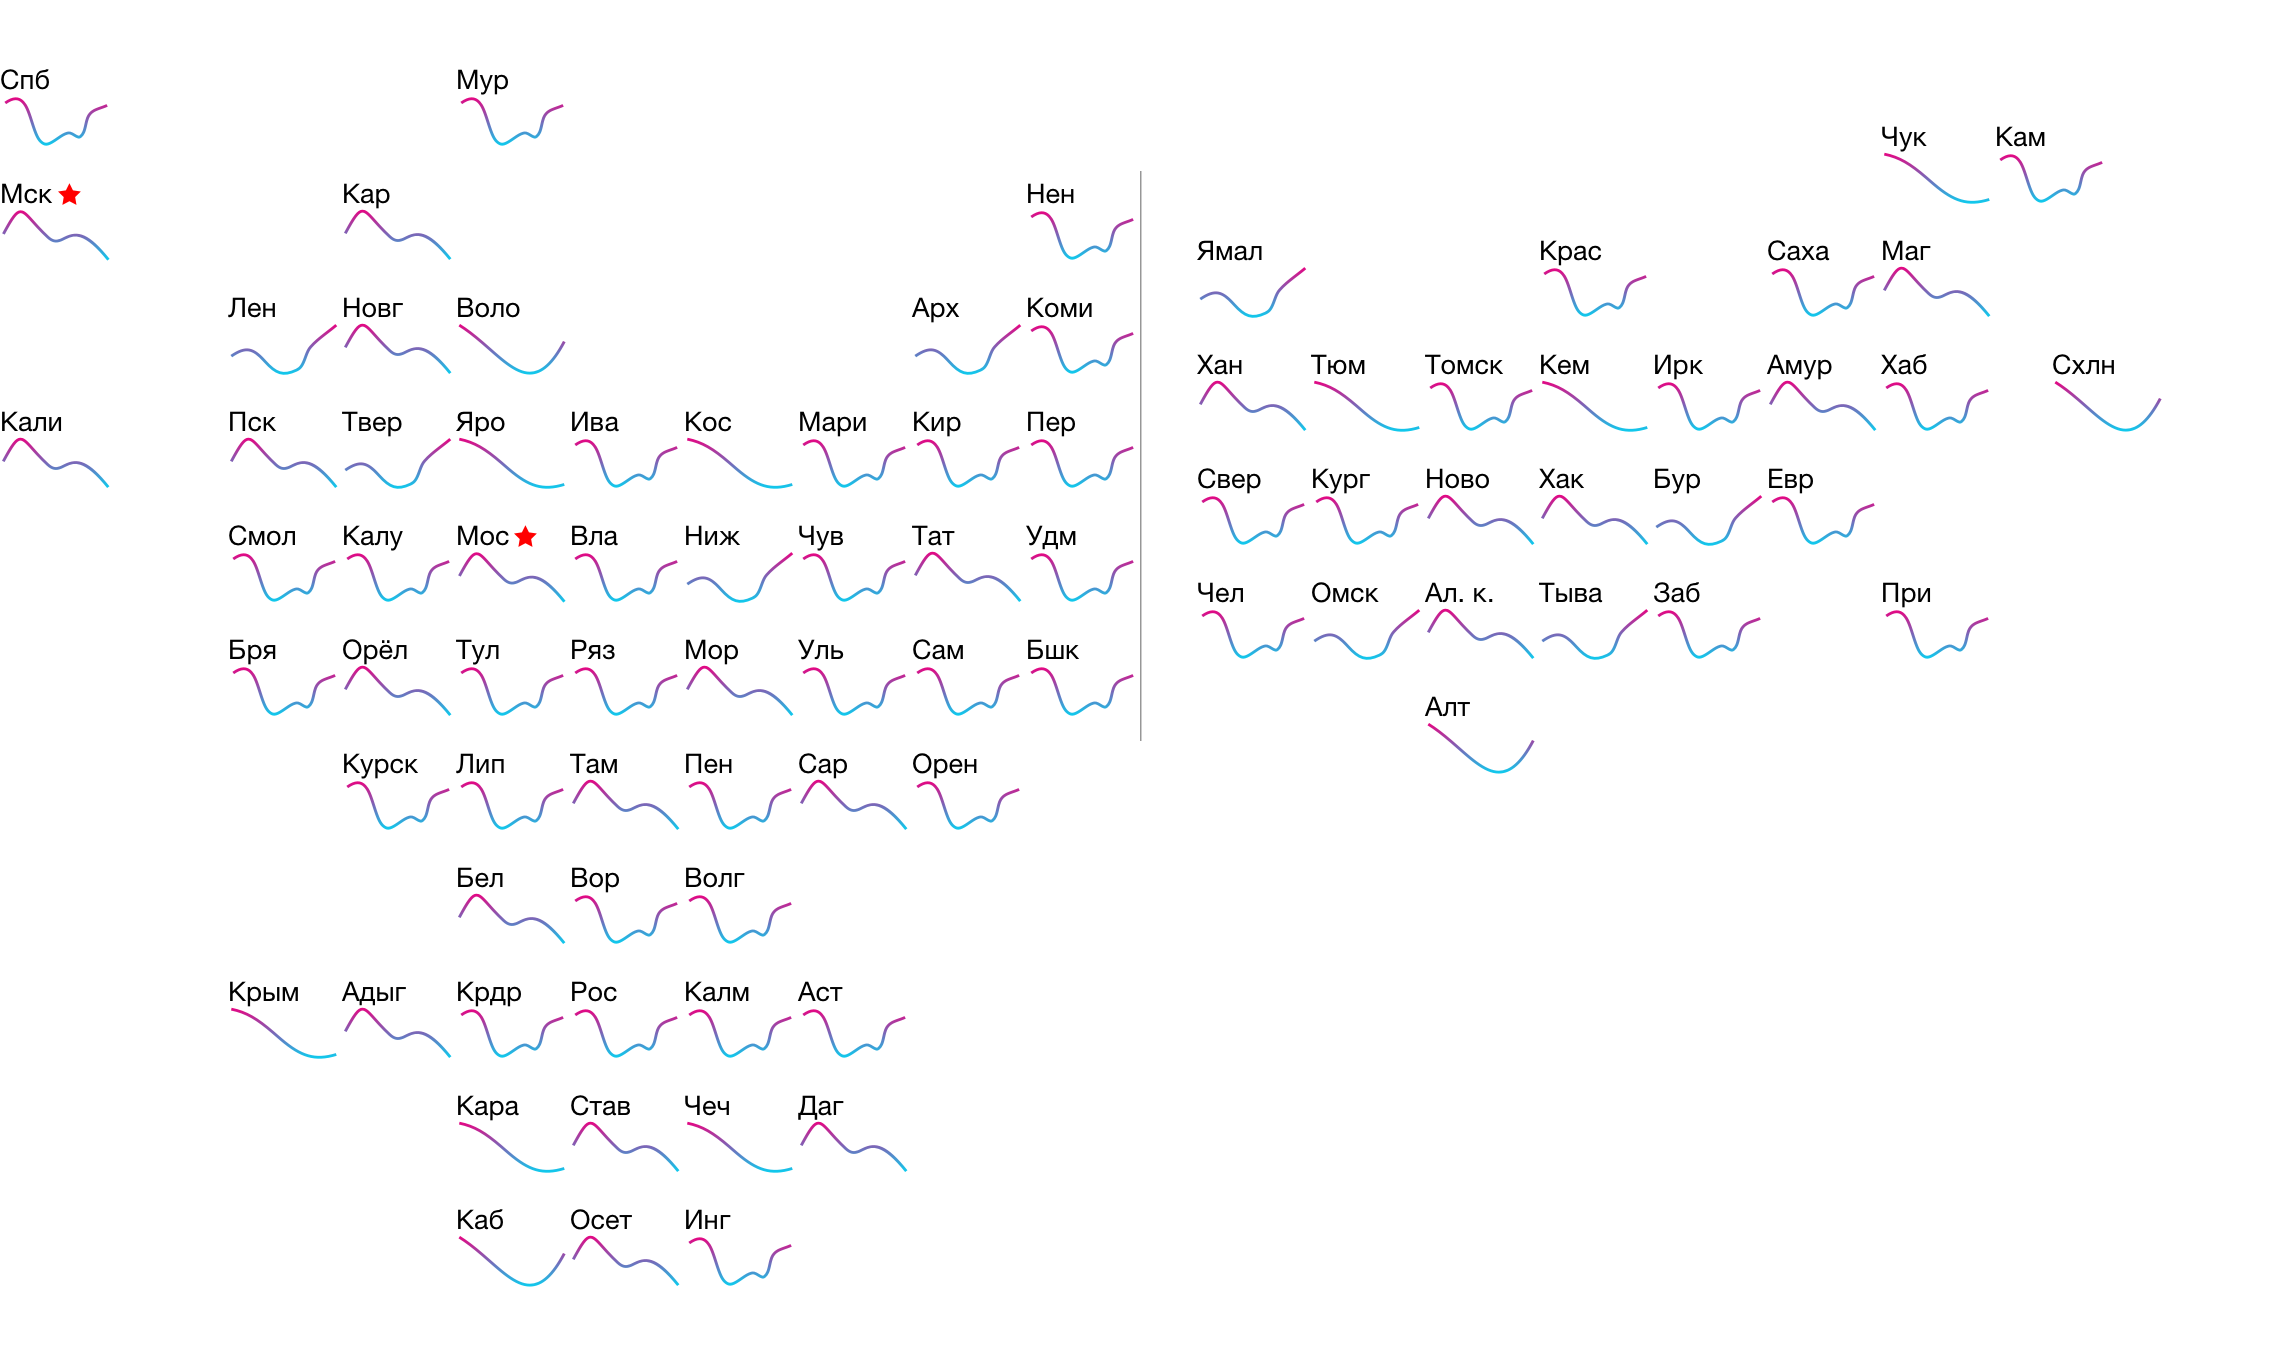 Спб Мур
Чук Кам
Мск Кар Нен
Ямал Крас Саха Маг
Лен Новг Воло Арх Коми
Хан Тюм Томск Кем Ирк Амур Хаб Схлн
Кали Пск Твер Яро Ива Кос Мари Кир Пер
Свер Кург Ново Хак Бур Евр
Смол Калу Мос Вла Ниж Чув Тат Удм
Чел Омск Ал. к. Тыва Заб При
Бря Орёл Тул Ряз Мор Уль Сам Бшк
Алт
Курск Лип Там Пен Сар Орен
Бел Вор Волг
Крым Адыг Крдр Рос Калм Аст
Кара Став Чеч Даг
Каб Осет Инг